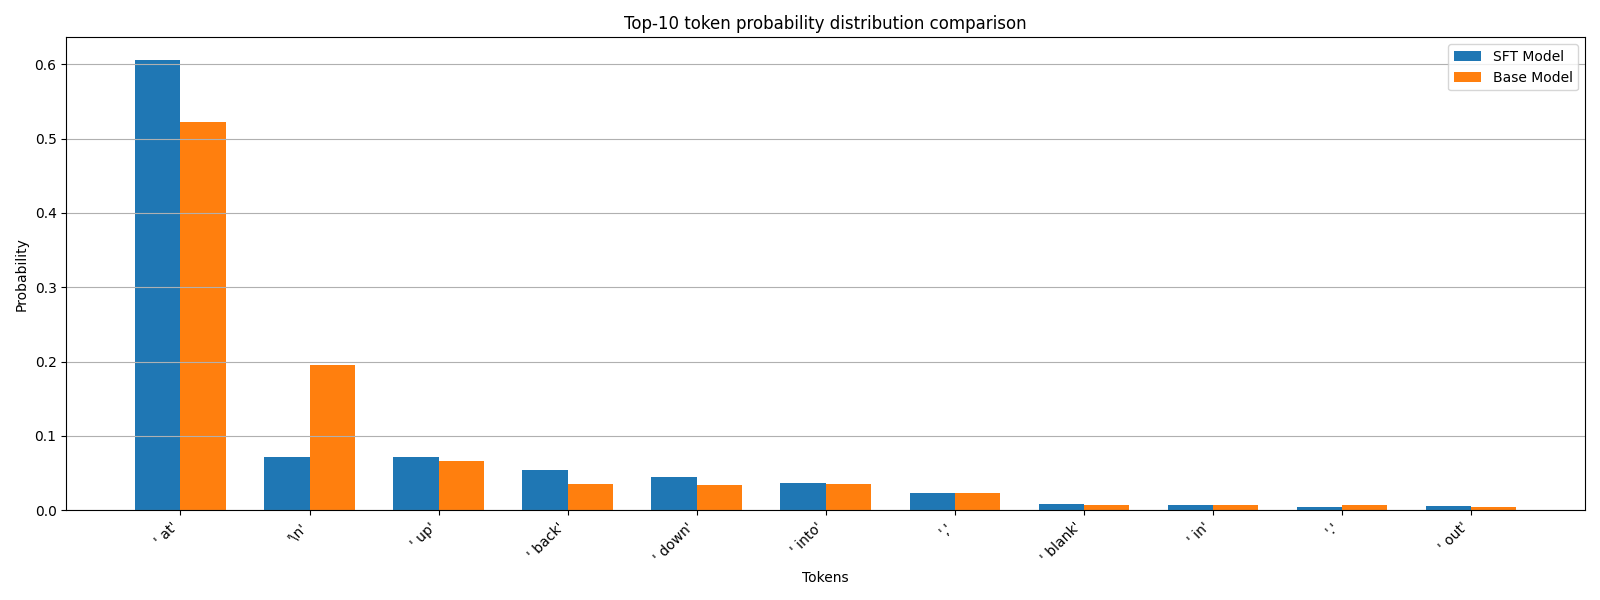 Top-10 token probability distribution comparison
SFT Model
Base Model
Probability
0.6
0.5
0.4
0.3
0.2
0.1
0.0
' at'
'\n'
' up'
' back'
' down'
' into'
','
' blank'
' in'
'.'
' out'
Tokens